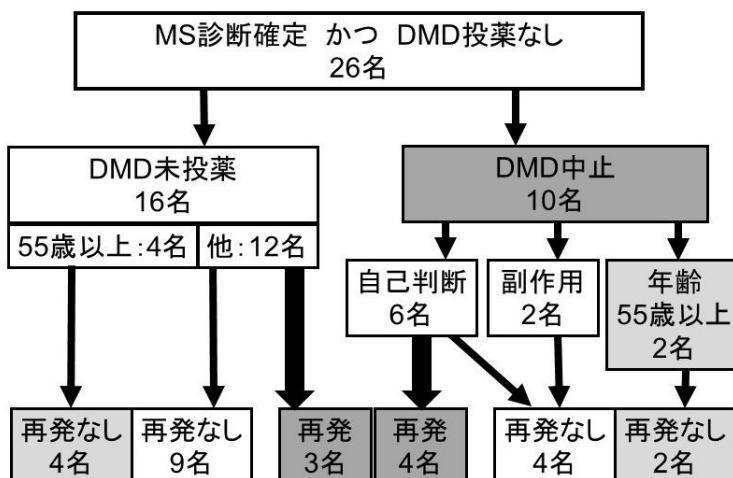 MS診断確定 かつ DMD投薬なし
26名
DMD未投薬
16名
55歳以上:4名
他:12名
DMD中止
10名
自己判断
6名
副作用
2名
年齢
55歳以上
2名
再発なし
4名
再発なし
9名
再発
3名
再発
4名
再発なし
4名
再発なし
2名